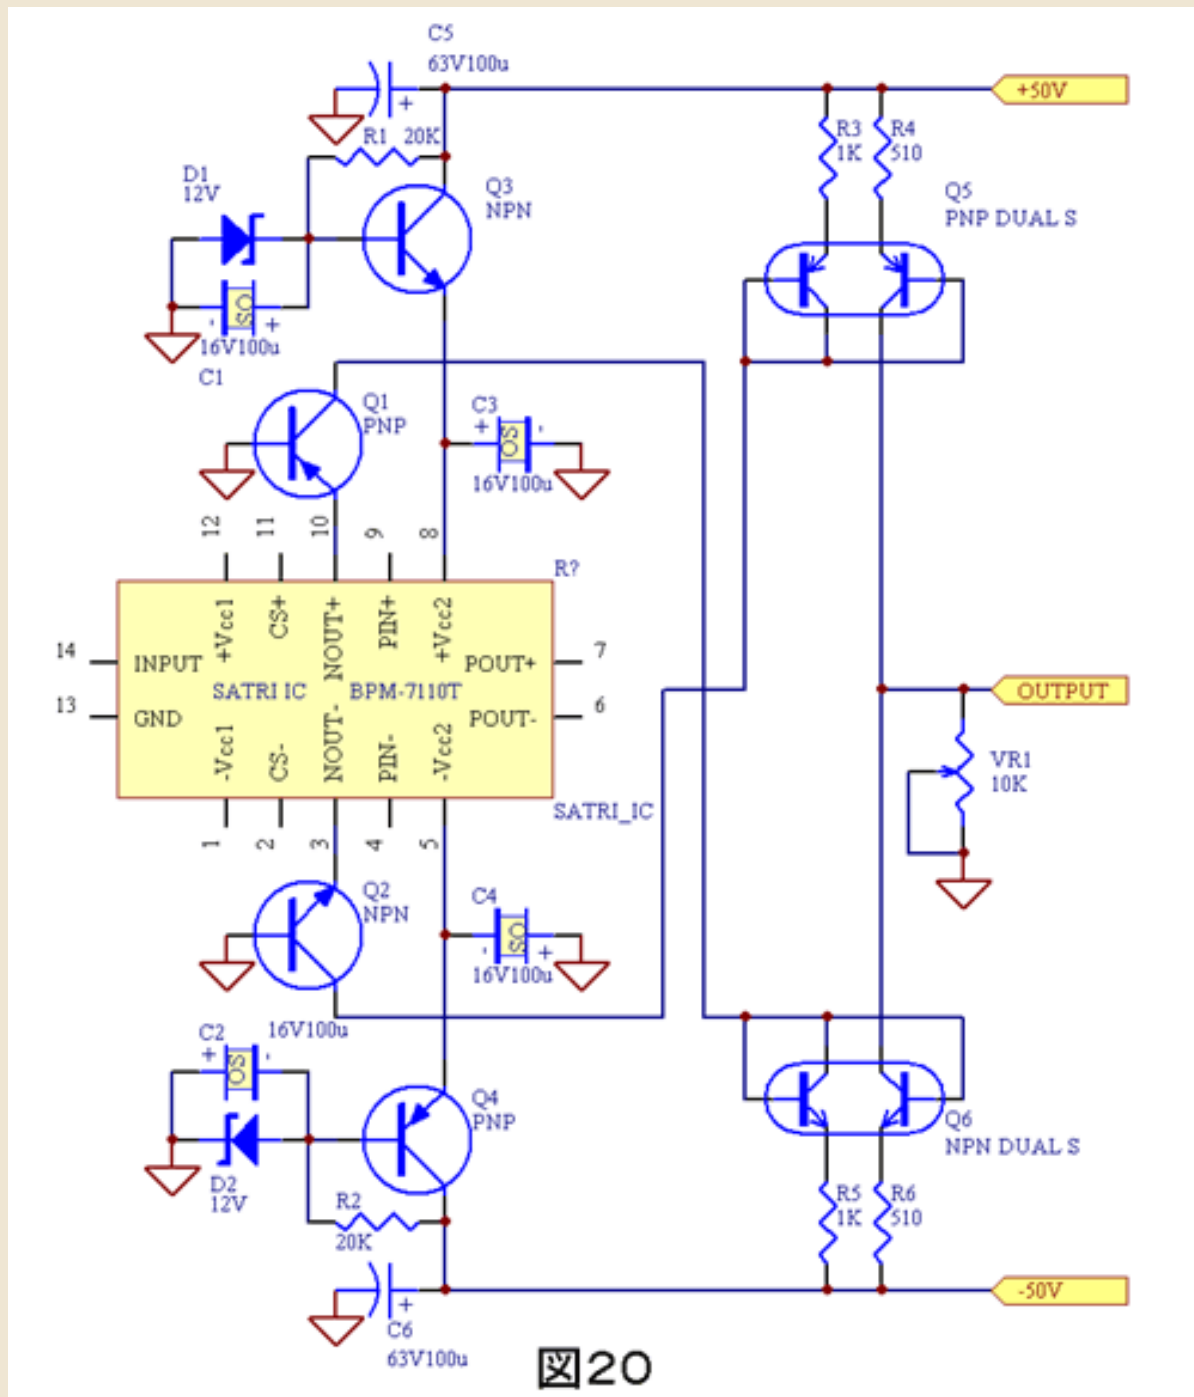 C5
63V100u
+
+50V
R1 20K
R3
1K
R4
510
D1
12V
Q3
NPN
Q5
PNP DUAL S
OS
- +
16V100u
C1
Q1
PNP
C3
+ -
OS
16V100u
12
11
10
9
8
R?
+Vcc1
CS+
NOUT+
PIN+
+Vcc2
14
INPUT
POUT+
7
SATRI IC
BPM-7110T
OUTPUT
13
GND
POUT-
6
-Vcc1
CS-
NOUT-
PIN-
-Vcc2
VR1
10K
SATRI_IC
1
2
3
4
5
Q2
NPN
C4
OS
- +
16V100u
16V100u
C2
+ -
OS
Q4
PNP
Q6
NPN DUAL S
D2
12V
R2
20K
R5
1K
R6
510
-50V
+
C6
63V100u
図20